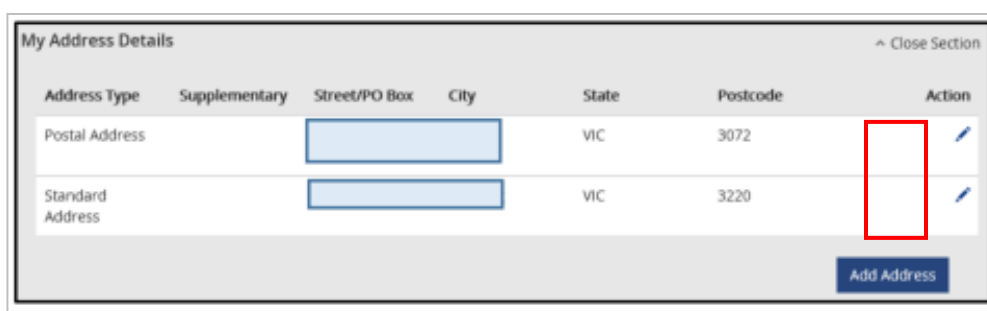 My Address Details
Close Section
Address Type Supplementary Street/PO Box City State Postcode Action
Postal Address VIC 3072
Standard VIC 3220
Address
Add Address